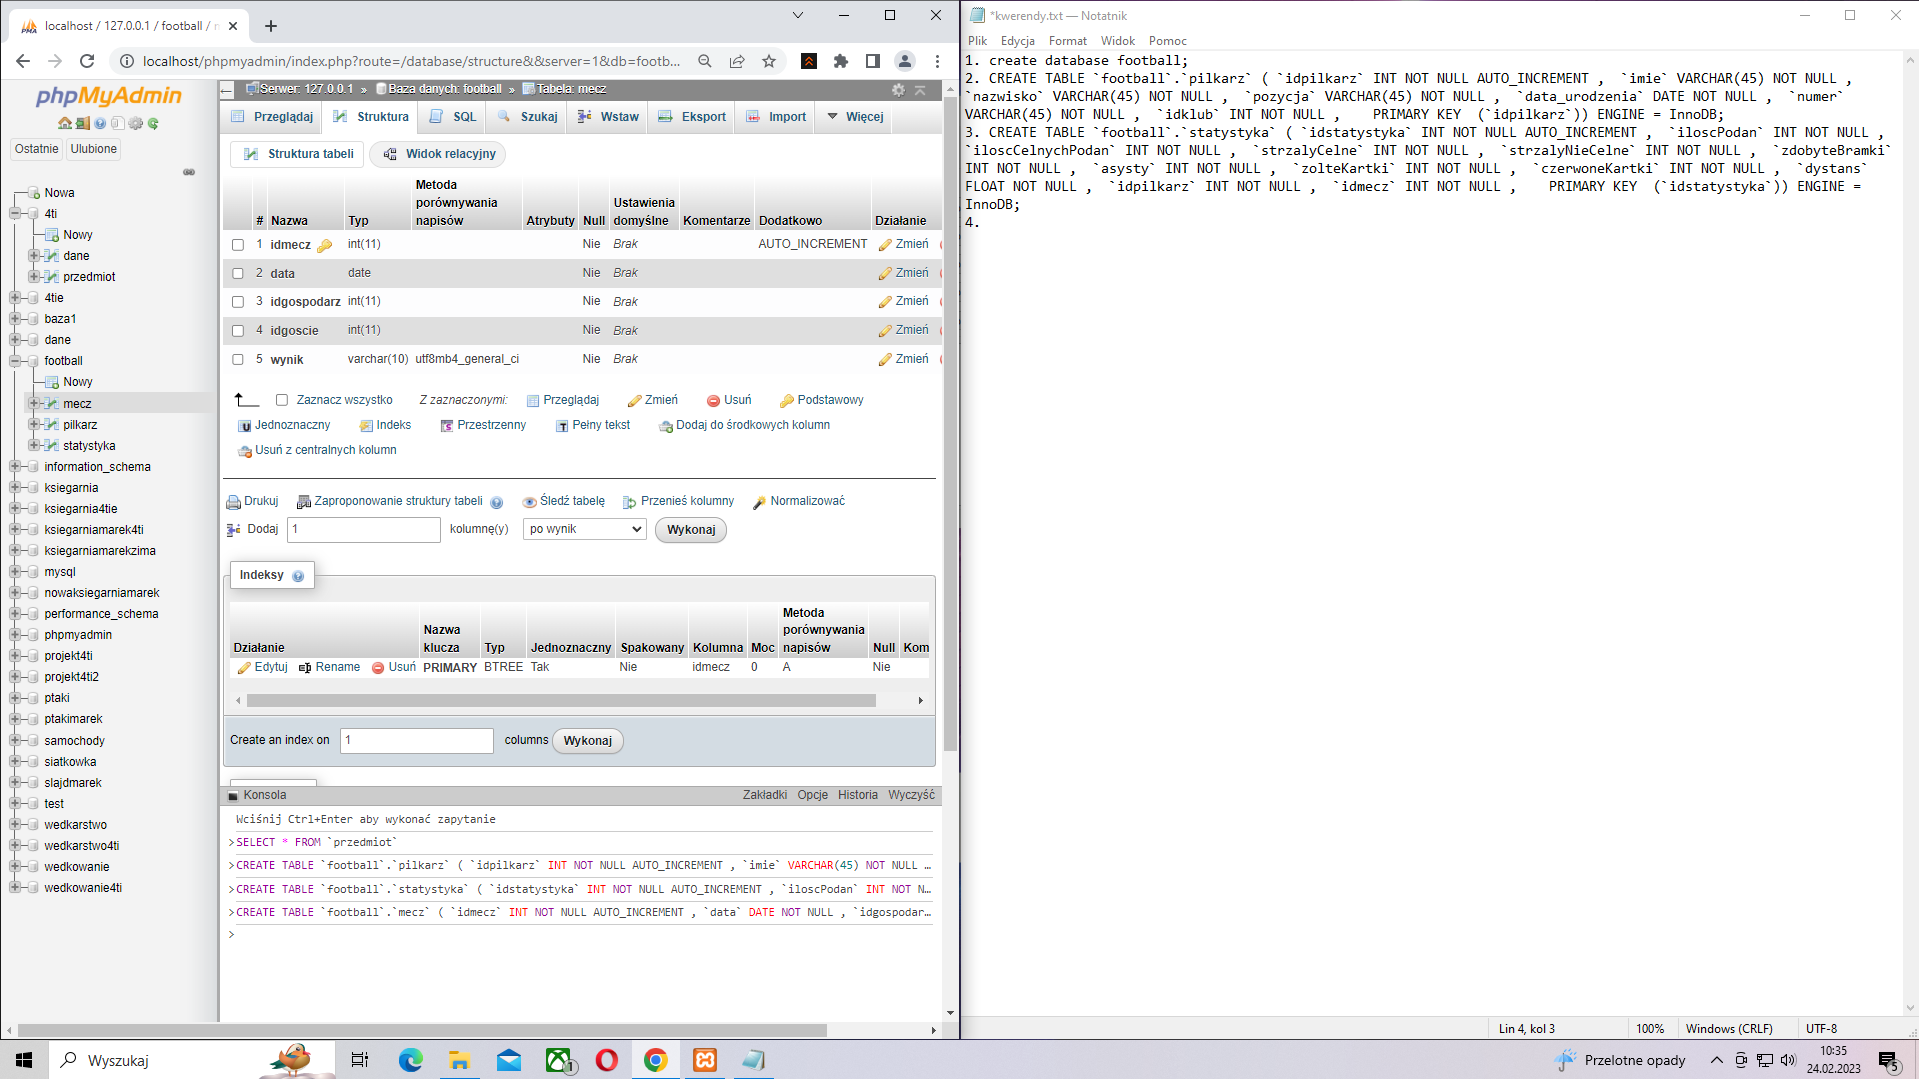 localhost / 127.0.0.1 / football / m
localhost/phpmyadmin/index.php?route=/database/structure&&server=1&db=footb...
phpMyAdmin
Ostatnie
Ulubione
Nowa
4ti
Nowy
dane
przedmiot
4tie
baza1
dane
football
Nowy
mecz
pilkarz
statystyka
information_schema
ksiegarnia
ksiegarnia4tie
ksiegarniamarek4ti
ksiegarniamarekzima
mysql
nowaksiegarniamarek
performance_schema
phpmyadmin
projekt4ti
projekt4ti2
ptaki
ptakimarek
samochody
siatkowka
slajdmarek
test
wedkarstwo
wedkarstwo4ti
wedkowanie
wedkowanie4ti
Serwer: 127.0.0.1 » Baza danych: football » Tabela: mecz
Przeglądaj Struktura SQL Szukaj Wstaw Eksport Import Więcej
Struktura tabeli Widok relacyjny
# Nazwa Typ Metoda porównywania napisów Atrybuty Null Ustawienia domyślne Komentarze Dodatkowo Działanie
1 idmecz int(11) Nie Brak AUTO_INCREMENT Zmień
2 data date Nie Brak Zmień
3 idgospodarz int(11) Nie Brak Zmień
4 idgoscie int(11) Nie Brak Zmień
5 wynik varchar(10) utf8mb4_general_ci Nie Brak Zmień
Zaznacz wszystko Z zaznaczonymi: Przeglądaj Zmień Usuń Podstawowy
Jednoznaczny Indeks Przestrzenny Pełny tekst Dodaj do środkowych kolumn
Usuń z centralnych kolumn
Drukuj Zaproponowanie struktury tabeli Śledź tabelę Przenieś kolumny Normalizować
Dodaj 1 kolumnę(y) po wynik Wykonaj
Indeksy
Działanie Nazwa klucza Typ Jednoznaczny Spakowany Kolumna Moc Metoda porównywania napisów Null Kom
Edytuj Rename Usuń PRIMARY BTREE Tak Nie idmecz 0 A Nie
Create an index on 1 columns Wykonaj
Konsola Zakładki Opcje Historia Wyczyść
Wciśnij Ctrl+Enter aby wykonać zapytanie
>SELECT * FROM `przedmiot`
>CREATE TABLE `football`.`pilkarz` ( `idpilkarz` INT NOT NULL AUTO_INCREMENT , `imie` VARCHAR(45) NOT NULL …
>CREATE TABLE `football`.`statystyka` ( `idstatystyka` INT NOT NULL AUTO_INCREMENT , `iloscPodan` INT NOT N…
>CREATE TABLE `football`.`mecz` ( `idmecz` INT NOT NULL AUTO_INCREMENT , `data` DATE NOT NULL , `idgospodar…
>
*kwerendy.txt — Notatnik
Plik Edycja Format Widok Pomoc
1. create database football;
2. CREATE TABLE `football`.`pilkarz` ( `idpilkarz` INT NOT NULL AUTO_INCREMENT , `imie` VARCHAR(45) NOT NULL ,
`nazwisko` VARCHAR(45) NOT NULL , `pozycja` VARCHAR(45) NOT NULL , `data_urodzenia` DATE NOT NULL , `numer`
VARCHAR(45) NOT NULL , `idklub` INT NOT NULL , PRIMARY KEY (`idpilkarz`)) ENGINE = InnoDB;
3. CREATE TABLE `football`.`statystyka` ( `idstatystyka` INT NOT NULL AUTO_INCREMENT , `iloscPodan` INT NOT NULL ,
`iloscCelnychPodan` INT NOT NULL , `strzalyCelne` INT NOT NULL , `strzalyNieCelne` INT NOT NULL , `zdobyteBramki`
INT NOT NULL , `asysty` INT NOT NULL , `zolteKartki` INT NOT NULL , `czerwoneKartki` INT NOT NULL , `dystans`
FLOAT NOT NULL , `idpilkarz` INT NOT NULL , `idmecz` INT NOT NULL , PRIMARY KEY (`idstatystyka`)) ENGINE =
InnoDB;
4.
Lin 4, kol 3 100% Windows (CRLF) UTF-8
Wyszukaj
1
Przelotne opady
10:35
24.02.2023
5